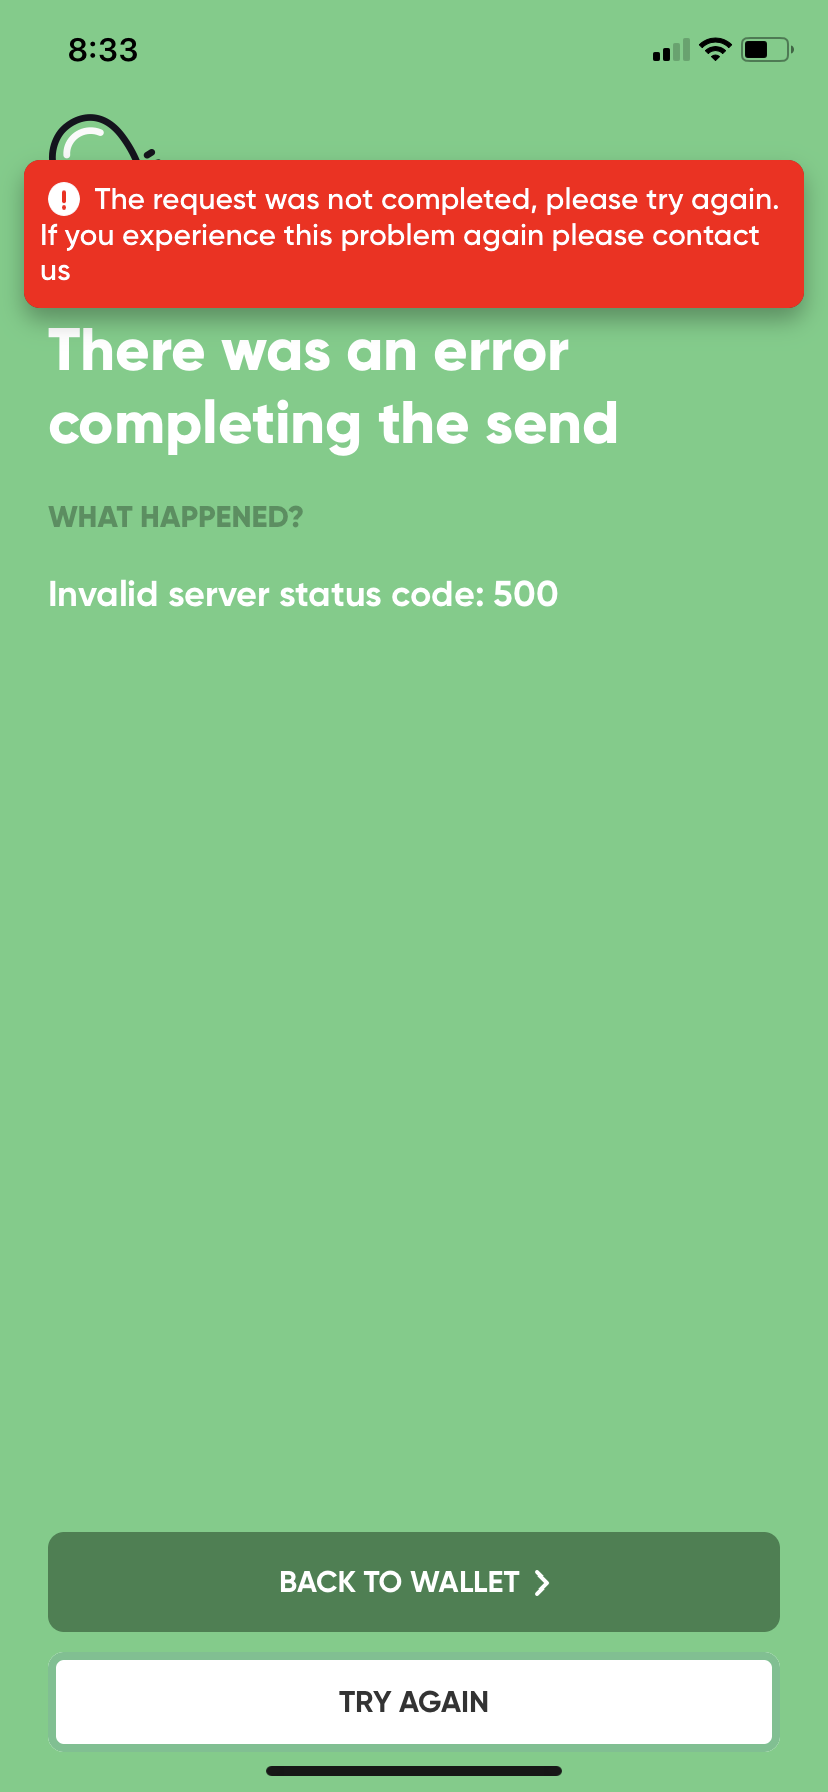 8:33
The request was not completed, please try again.
If you experience this problem again please contact
us
There was an error
completing the send
WHAT HAPPENED?
Invalid server status code: 500
BACK TO WALLET
TRY AGAIN